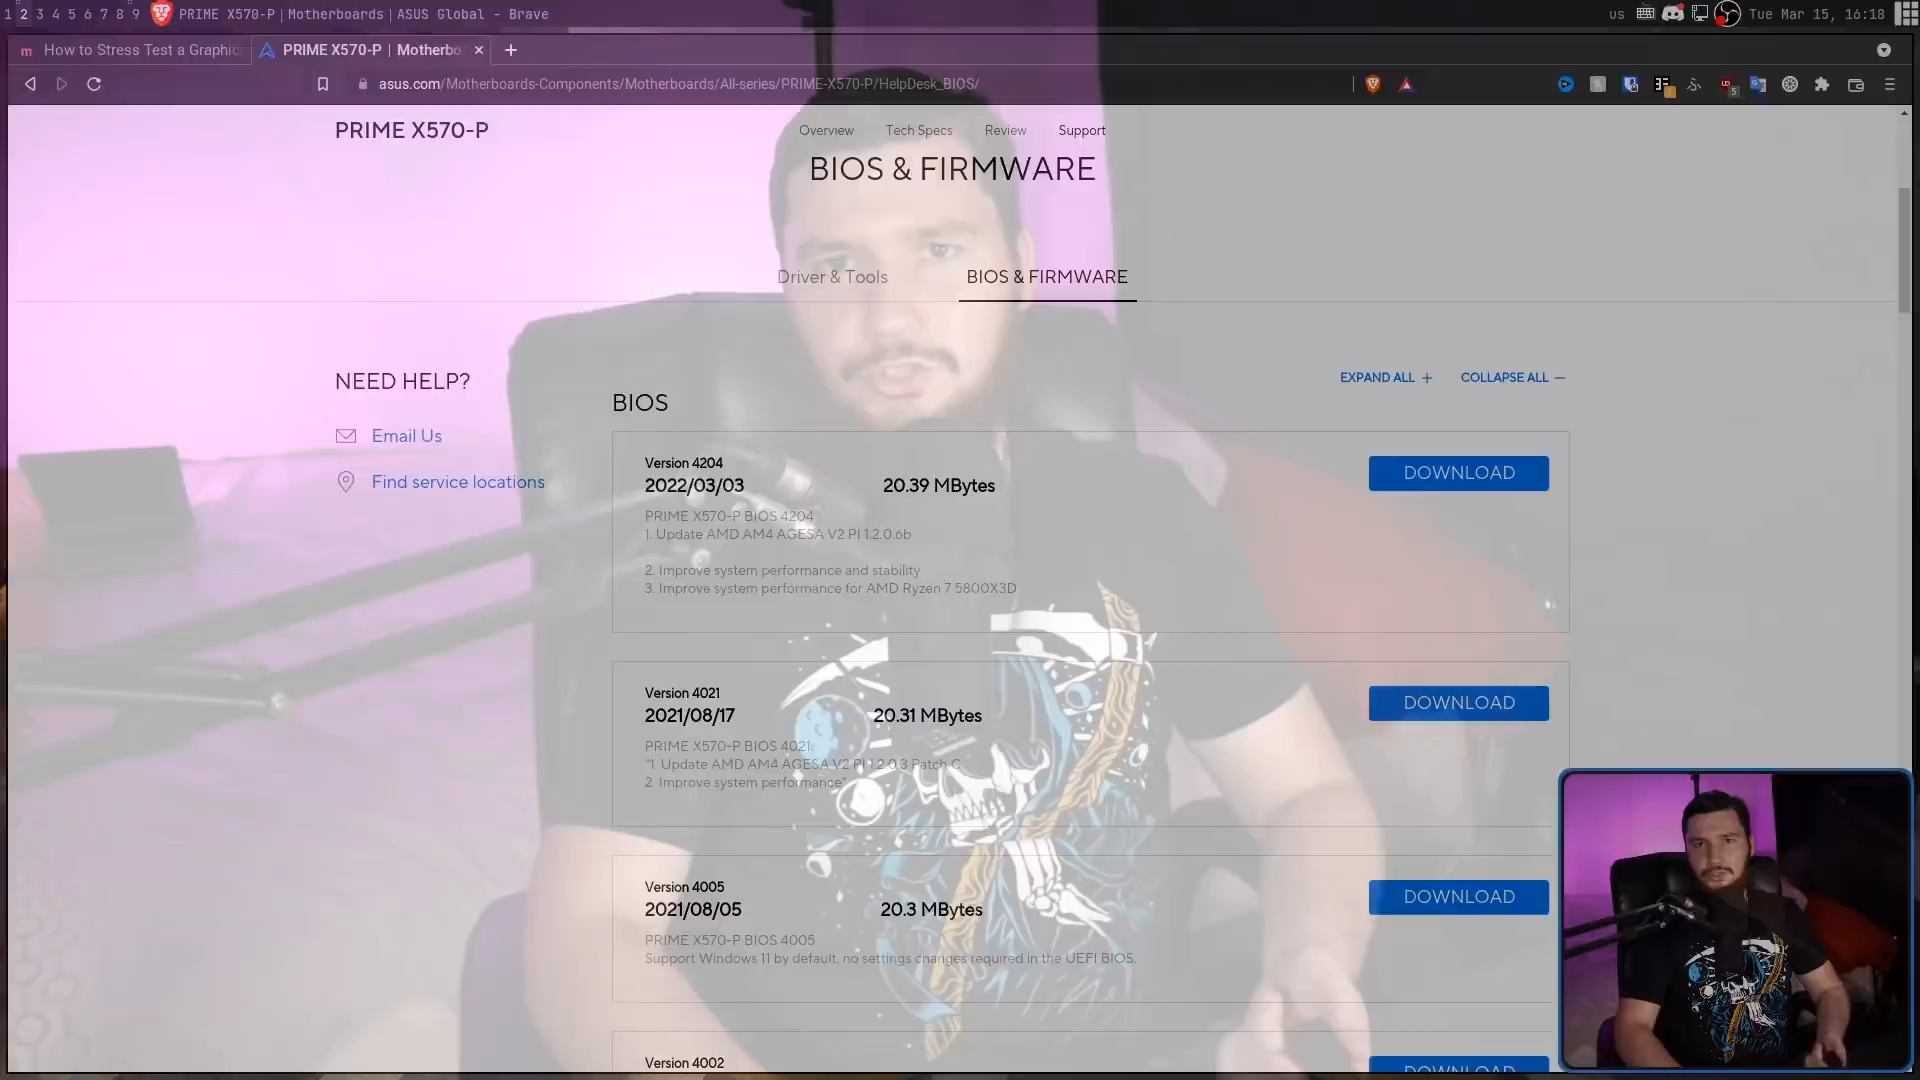 1 2 3 4 5 6 7 8 9 PRIME X570-P | Motherboards | ASUS Global - Brave
us Tue Mar 15, 16:18
How to Stress Test a Graphic
PRIME X570-P | Motherbo
asus.com/Motherboards-Components/Motherboards/All-series/PRIME-X570-P/HelpDesk_BIOS/
PRIME X570-P
Overview Tech Specs Review Support
BIOS & FIRMWARE
Driver & Tools BIOS & FIRMWARE
NEED HELP?
Email Us
Find service locations
EXPAND ALL + COLLAPSE ALL —
BIOS
Version 4204
2022/03/03 20.39 MBytes
DOWNLOAD
PRIME X570-P BIOS 4204
1. Update AMD AM4 AGESA V2 PI 1.2.0.6b
2. Improve system performance and stability
3. Improve system performance for AMD Ryzen 7 5800X3D
Version 4021
2021/08/17 20.31 MBytes
DOWNLOAD
PRIME X570-P BIOS 4021
"1. Update AMD AM4 AGESA V2 PI 1.2.0.3 Patch C
2. Improve system performance"
Version 4005
2021/08/05 20.3 MBytes
DOWNLOAD
PRIME X570-P BIOS 4005
Support Windows 11 by default, no settings changes required in the UEFI BIOS.
Version 4002
DOWNLOAD